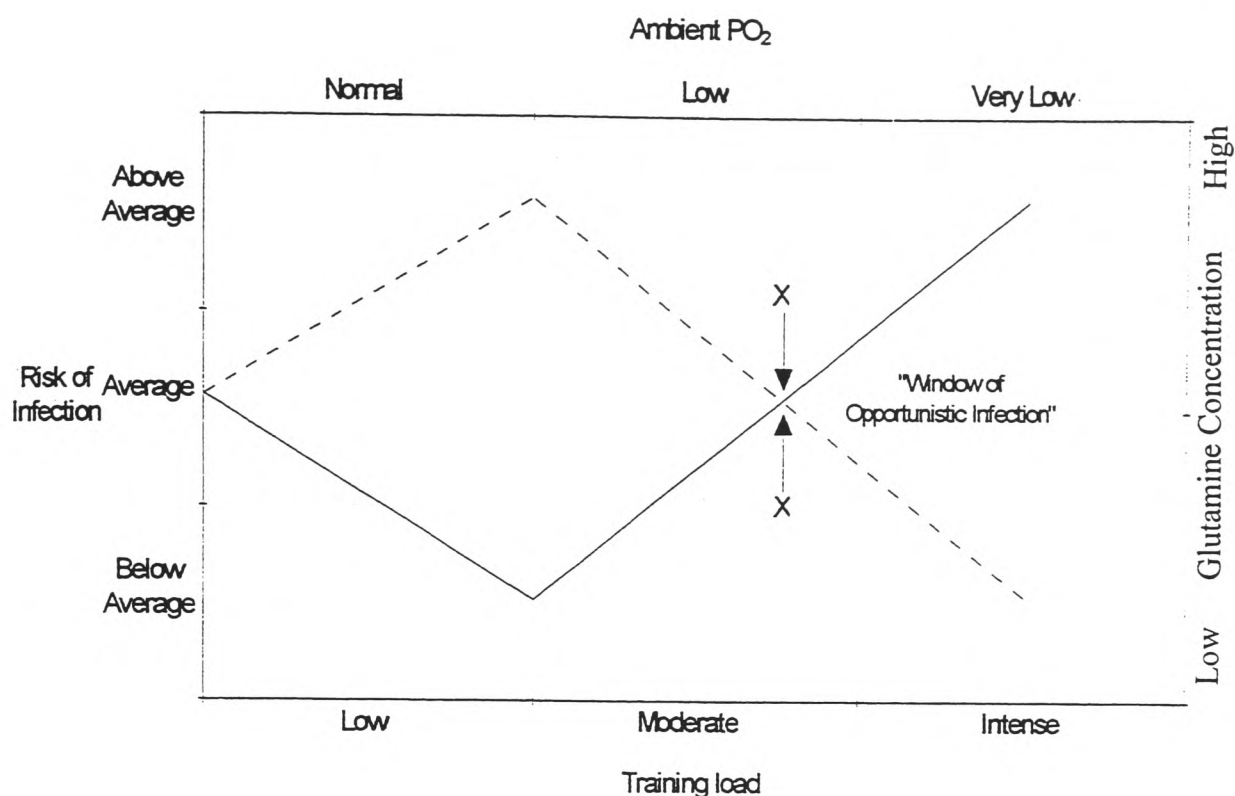 Ambient PO₂
Normal Low Very Low
Above
Average
Risk of
Infection
Average
Below
Average
X
X
"Window of
Opportunistic Infection"
High
Glutamine Concentration
Low
Low Moderate Intense
Training load